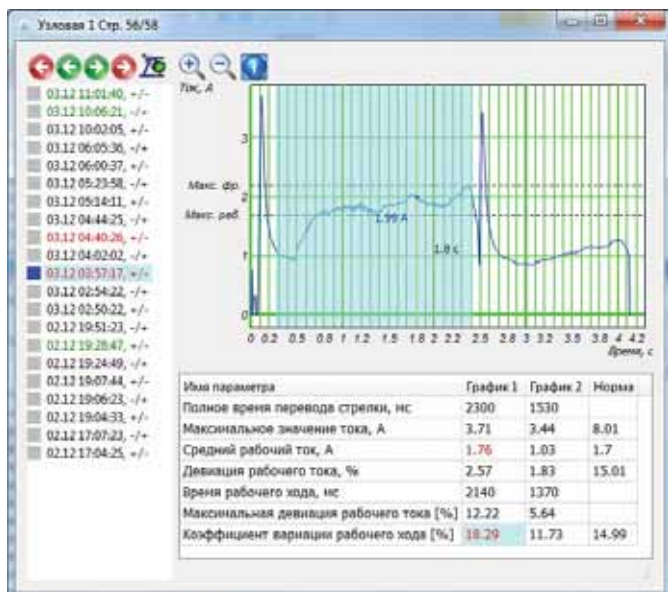 Узловая 1 Стр. 56/58
03.12 11:01:40, +/-
03.12 10:06:21, -/+
03.12 10:02:05, +/-
03.12 06:05:36, -/+
03.12 06:00:37, +/-
03.12 05:23:58, -/+
03.12 05:14:11, +/-
03.12 04:44:25, -/+
03.12 04:40:26, +/-
03.12 04:02:02, -/+
03.12 03:57:17, +/-
03.12 02:54:22, -/+
03.12 02:50:22, +/-
02.12 19:51:23, -/+
02.12 19:28:47, +/-
02.12 19:24:49, -/+
02.12 19:07:44, +/-
02.12 19:06:23, -/+
02.12 19:04:33, +/-
02.12 17:07:23, -/+
02.12 17:04:25, +/-
Ток, А
3
Макс. фр.
2
Макс. раб.
1.99 А
1.8 с
1
0
0 0.2 0.5 0.8 1 1.2 1.5 1.8 2 2.2 2.5 2.8 3 3.2 3.5 3.8 4 4.2
Время, с
Имя параметра График 1 График 2 Норма
Полное время перевода стрелки, мс 2300 1530
Максимальное значение тока, А 3.71 3.44 8.01
Средний рабочий ток, А 1.76 1.03 1.7
Девиация рабочего тока, % 2.57 1.83 15.01
Время рабочего хода, мс 2140 1370
Максимальная девиация рабочего тока [%] 12.22 5.64
Коэффициент вариации рабочего хода [%] 18.29 11.73 14.99